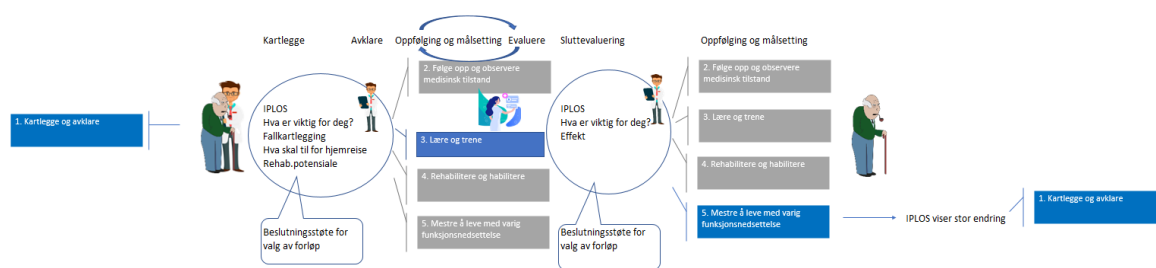 Kartlegge
Avklare
Oppfølging og målsetting
Evaluere
Sluttevaluering
Oppfølging og målsetting
1. Kartlegge og avklare
IPLOS
Hva er viktig for deg?
Fallkartlegging
Hva skal til for hjemreise
Rehab.potensiale
Beslutningsstøte for
valg av forløp
2. Følge opp og observere
medisinsk tilstand
3. Lære og trene
4. Rehabilitere og habilitere
5. Mestre å leve med varig
funksjonsnedsettelse
IPLOS
Hva er viktig for deg?
Effekt
Beslutningsstøte for
valg av forløp
2. Følge opp og observere
medisinsk tilstand
3. Lære og trene
4. Rehabilitere og habilitere
5. Mestre å leve med varig
funksjonsnedsettelse
IPLOS viser stor endring
1. Kartlegge og avklare